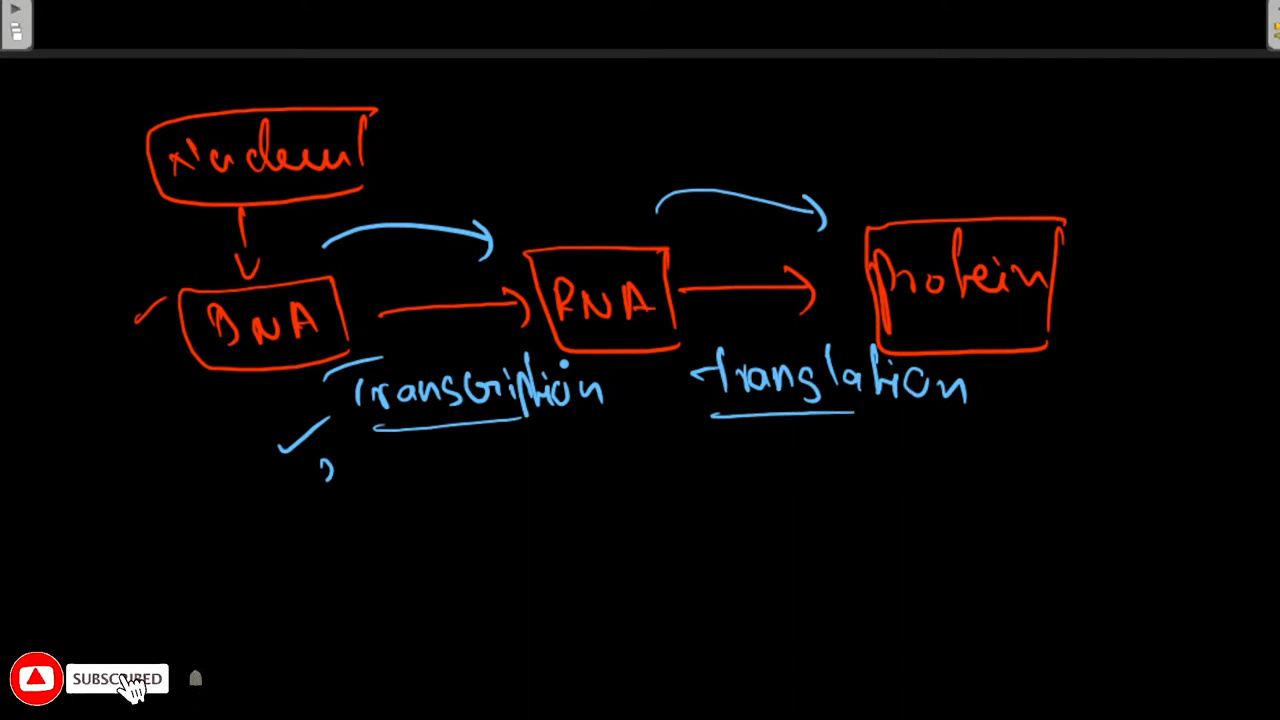 DNA
RNA
protein
Transcription
Translation
SUBSCRIBED